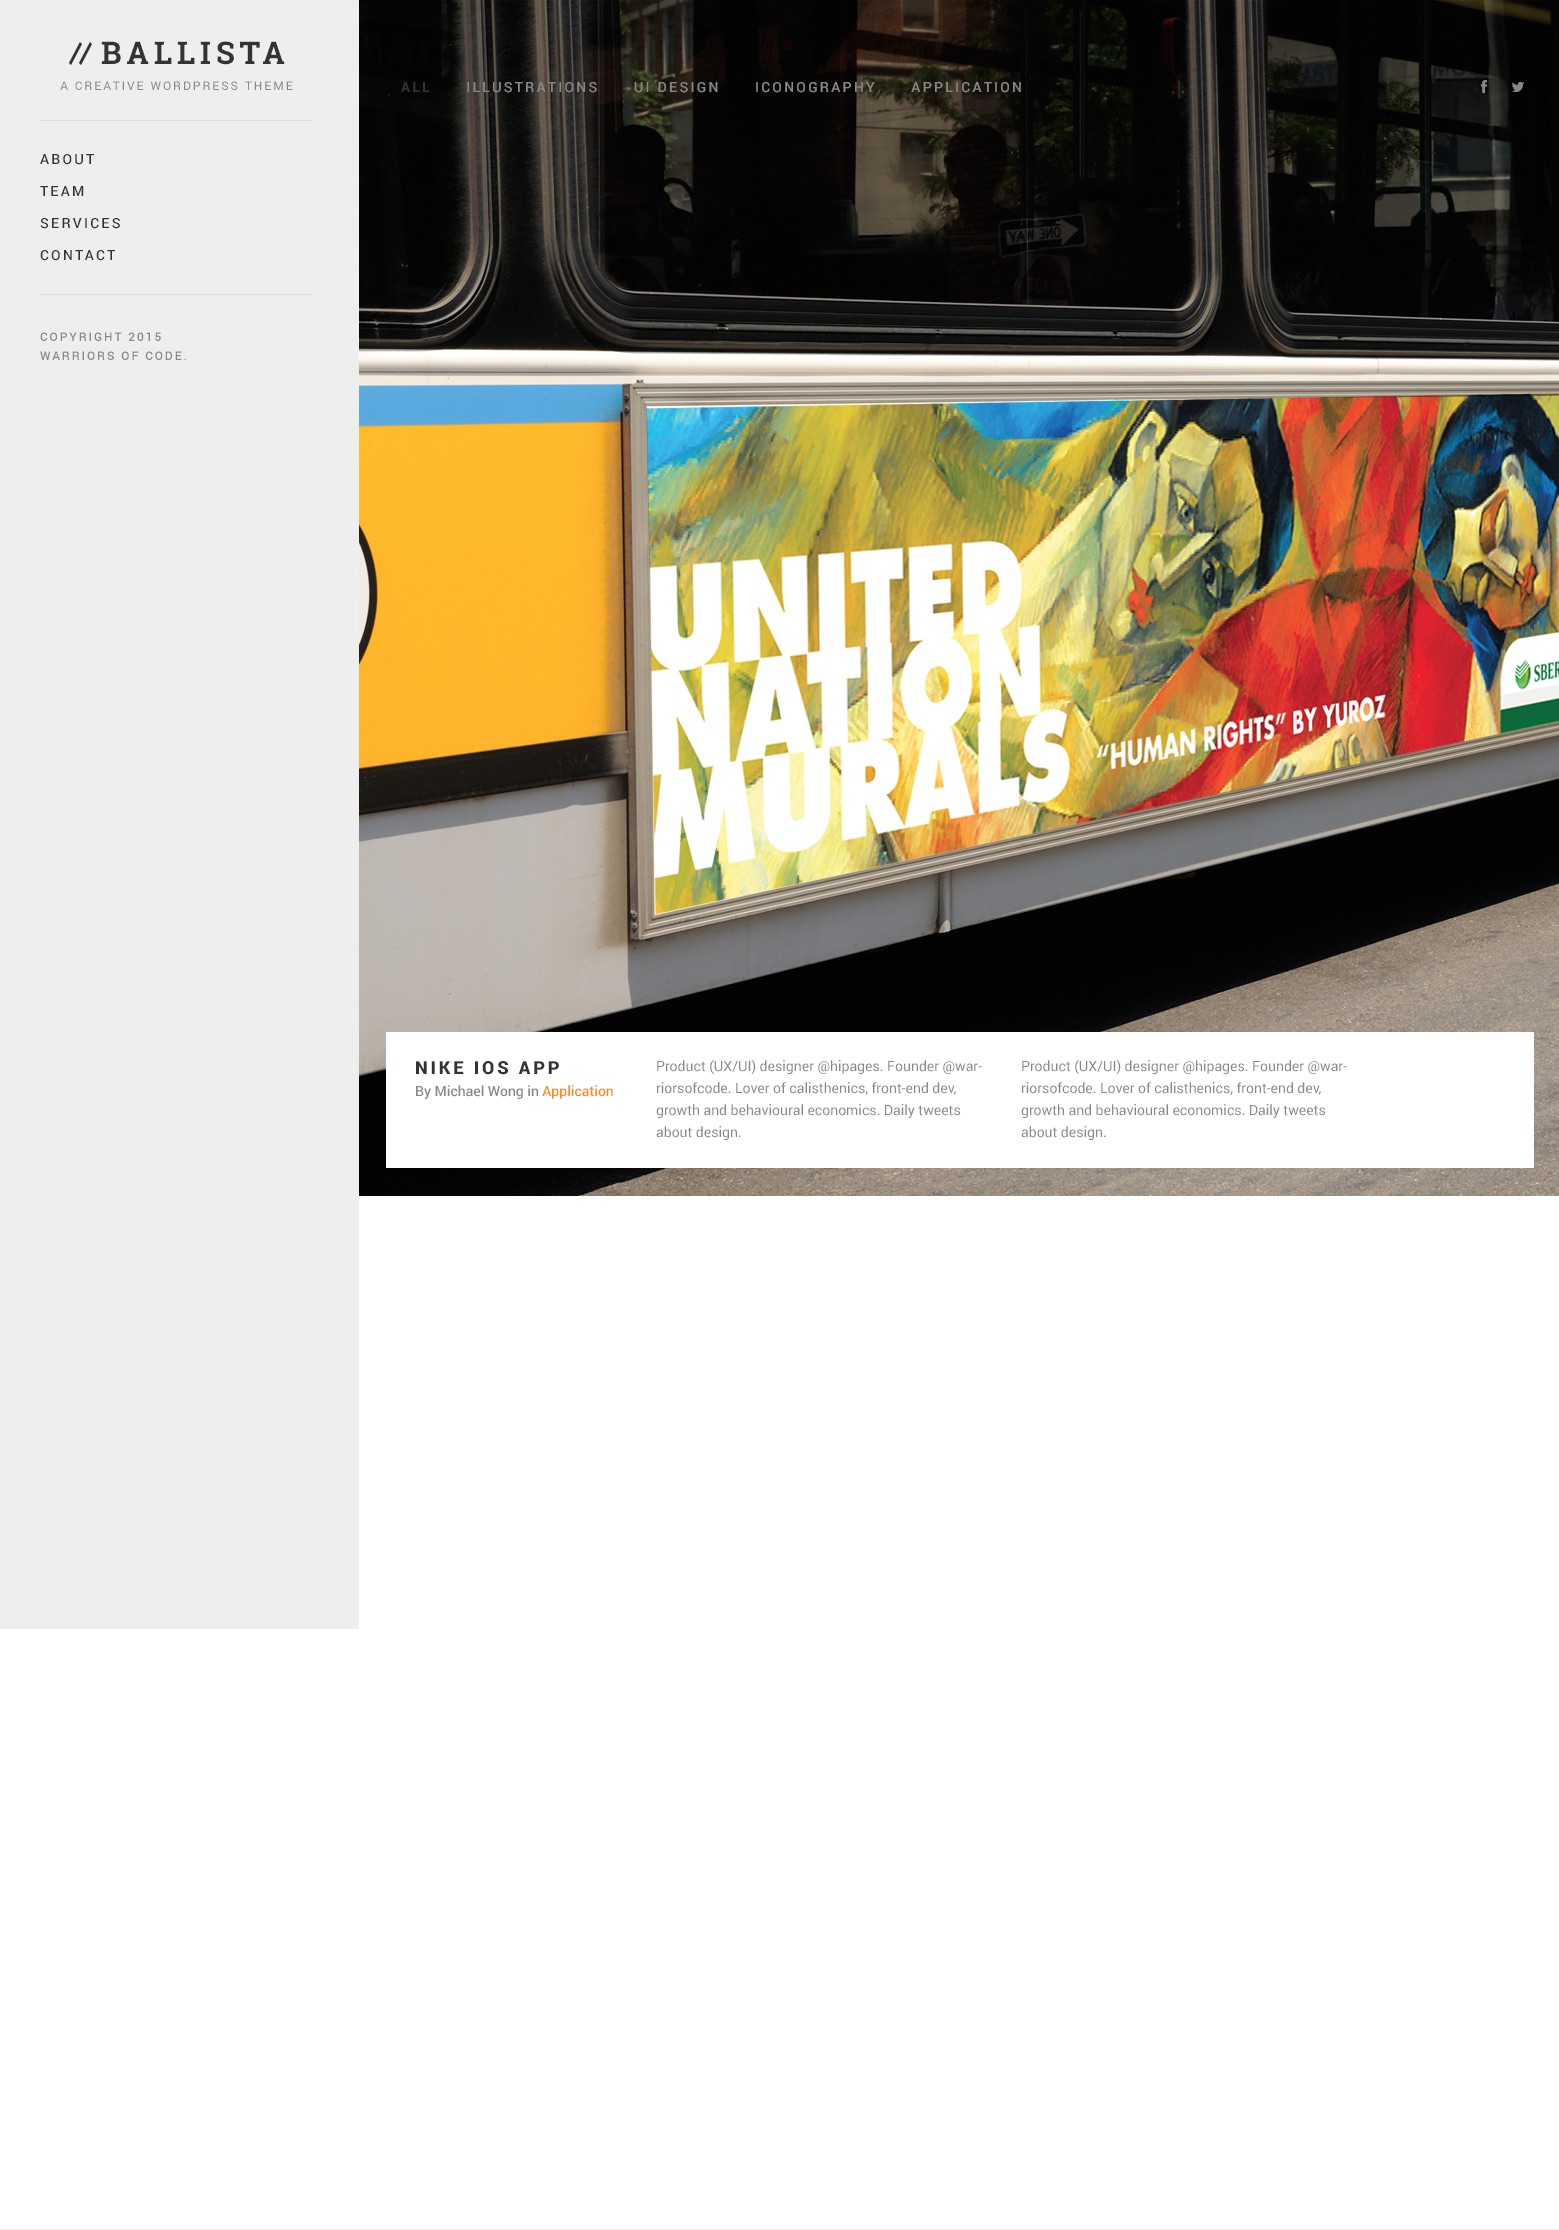 // BALLISTA
A CREATIVE WORDPRESS THEME
ABOUT
TEAM
SERVICES
CONTACT
COPYRIGHT 2015
WARRIORS OF CODE.
ALL ILLUSTRATIONS UI DESIGN ICONOGRAPHY APPLICATION
ONE WAY
UNITED
NATION
MURALS
“HUMAN RIGHTS” BY YUROZ
SBER
NIKE IOS APP
By Michael Wong in Application
Product (UX/UI) designer @hipages. Founder @war-
riorsofcode. Lover of calisthenics, front-end dev,
growth and behavioural economics. Daily tweets
about design.
Product (UX/UI) designer @hipages. Founder @war-
riorsofcode. Lover of calisthenics, front-end dev,
growth and behavioural economics. Daily tweets
about design.